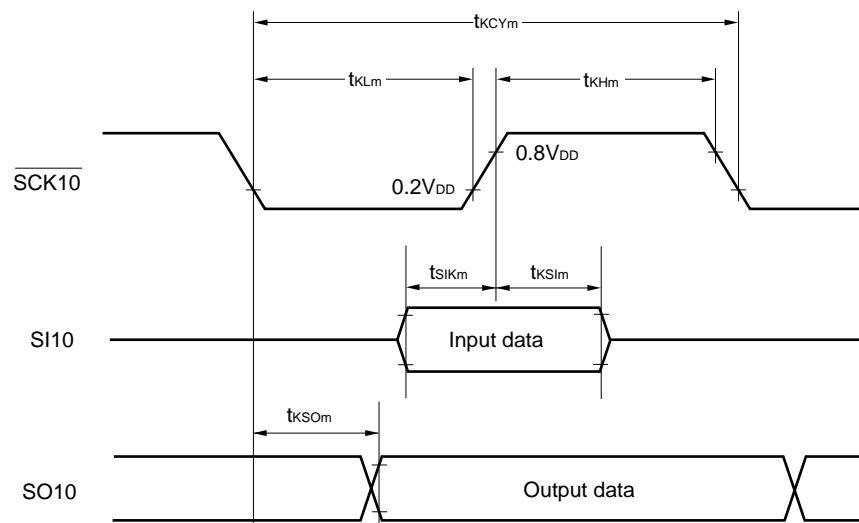 tKCYm
tKLm
tKHm
SCK10
0.2VDD
0.8VDD
tSIKm
tKSIm
SI10
Input data
tKSOm
SO10
Output data